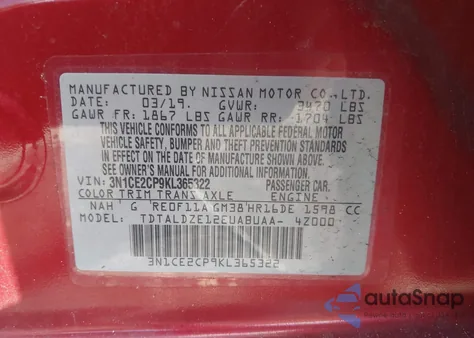 MANUFACTURED BY NISSAN MOTOR CO., LTD.
DATE: 03/19. GVWR: 3470 LBS
GAWR FR: 1867 LBS GAWR RR: 1704 LBS
THIS VEHICLE CONFORMS TO ALL APPLICABLE FEDERAL MOTOR
VEHICLE SAFETY, BUMPER AND THEFT PREVENTION STANDARDS
IN EFFECT ON THE DATE OF MANUFACTURE SHOWN ABOVE.
SEE OWNER'S MANUAL FOR ADDITIONAL INFORMATION.
VIN: 3N1CE2CP9KL365322 PASSENGER CAR.
COLOR TRIM TRANS AXLE ENGINE
NAH G RE0F11A GM38 HR16DE 1598 CC
MODEL: TDTALDZE12EUABUAA- 4Z000
3N1CE2CP9KL365322
autoSnap
POWERED BY